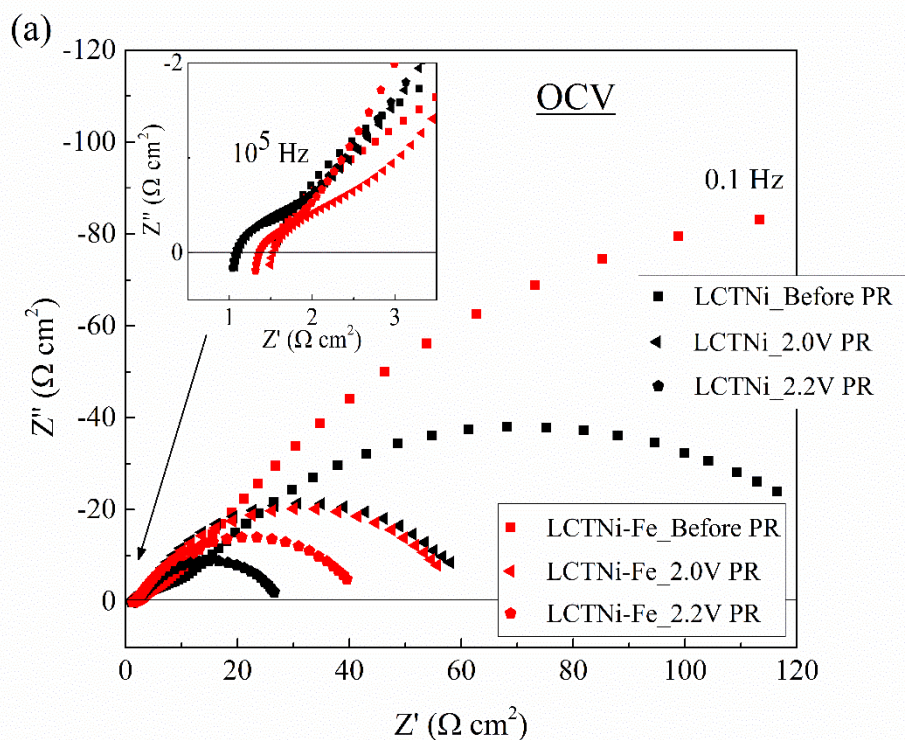 (a)
OCV
0.1 Hz
10⁵ Hz
-2
0
Z'' (Ω cm²)
1
2
3
Z' (Ω cm²)
-120
-100
-80
-60
-40
-20
0
Z'' (Ω cm²)
LCTNi_Before PR
LCTNi_2.0V PR
LCTNi_2.2V PR
LCTNi-Fe_Before PR
LCTNi-Fe_2.0V PR
LCTNi-Fe_2.2V PR
0
20
40
60
80
100
120
Z' (Ω cm²)